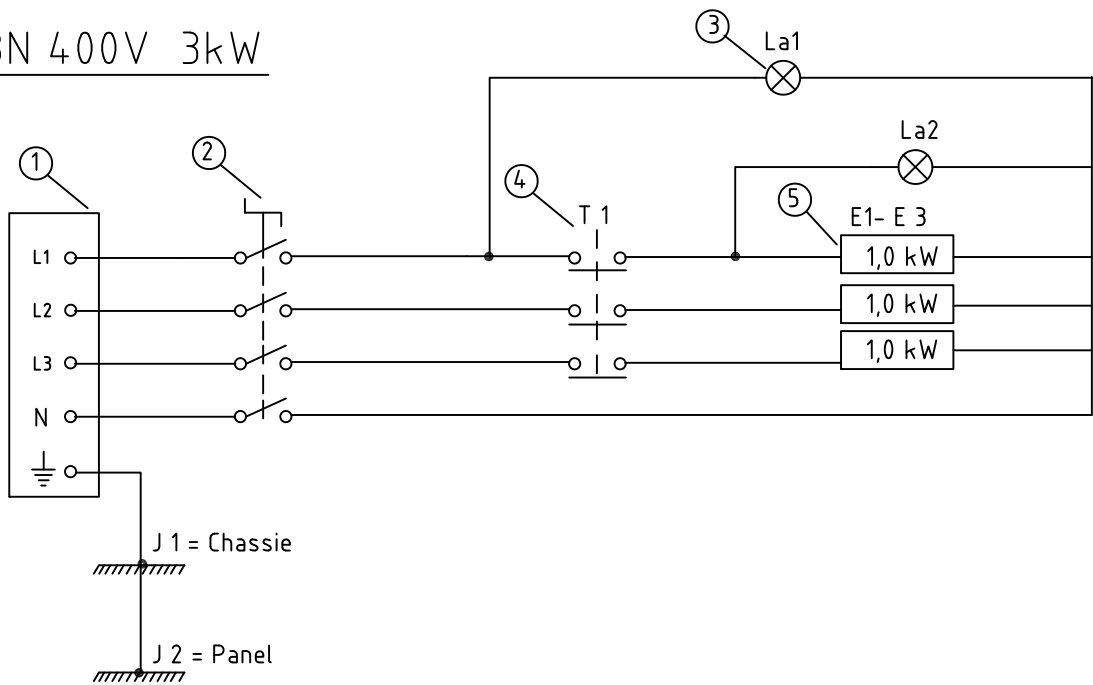 3N 400V 3kW
3
La1
La2
1
2
4
T 1
5
E1- E 3
L1
1,0 kW
L2
1,0 kW
L3
1,0 kW
N
J 1 = Chassie
J 2 = Panel